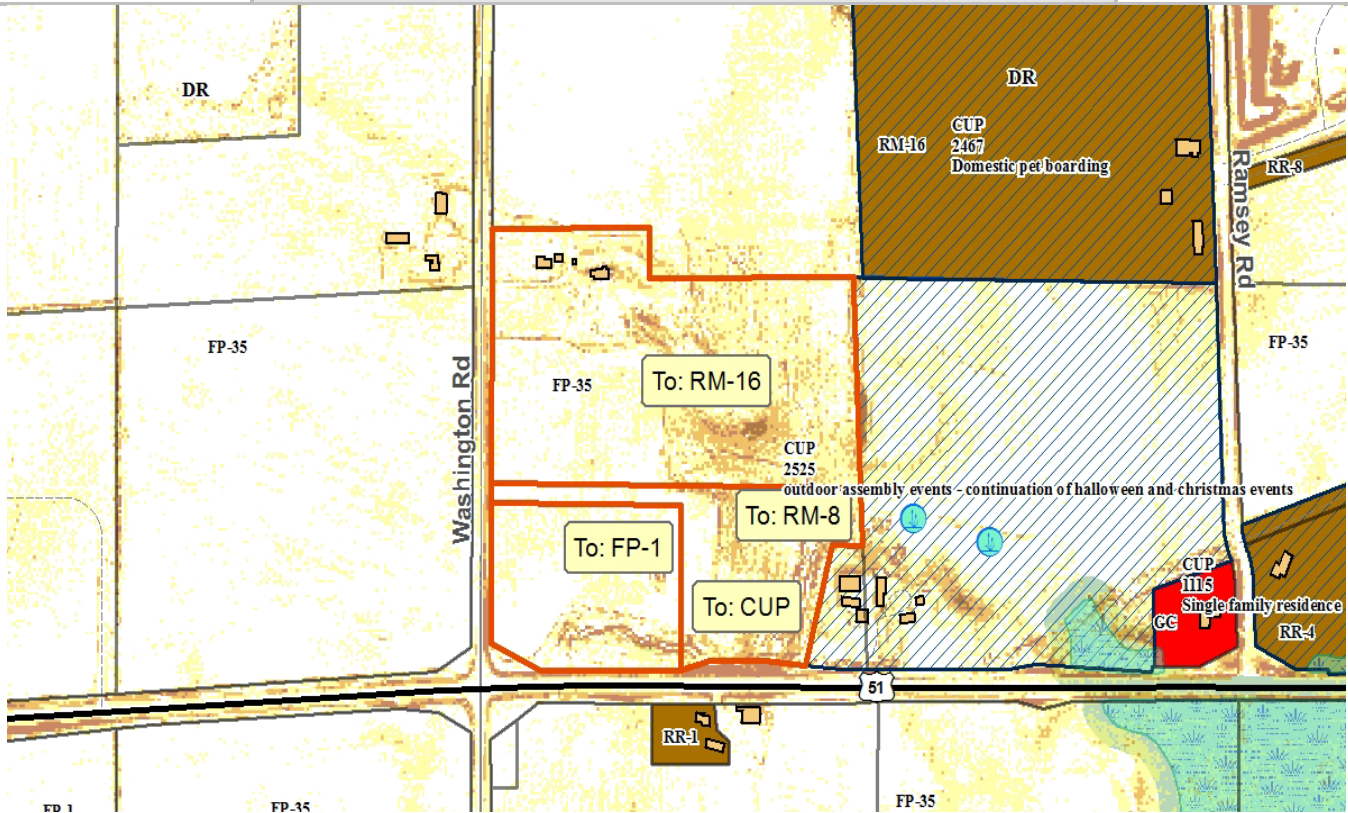 DR
DR
CUP
2467
Domestic pet boarding
RM-16
Ramsey Rd
RR-8
FP-35
FP-35
FP-35
To: RM-16
Washington Rd
CUP
2525
outdoor assembly events - continuation of halloween and christmas events
To: RM-8
To: FP-1
To: CUP
CUP
1115
Single family residence
GC
RR-4
51
RR-1
FP-1
FP-35
FP-35